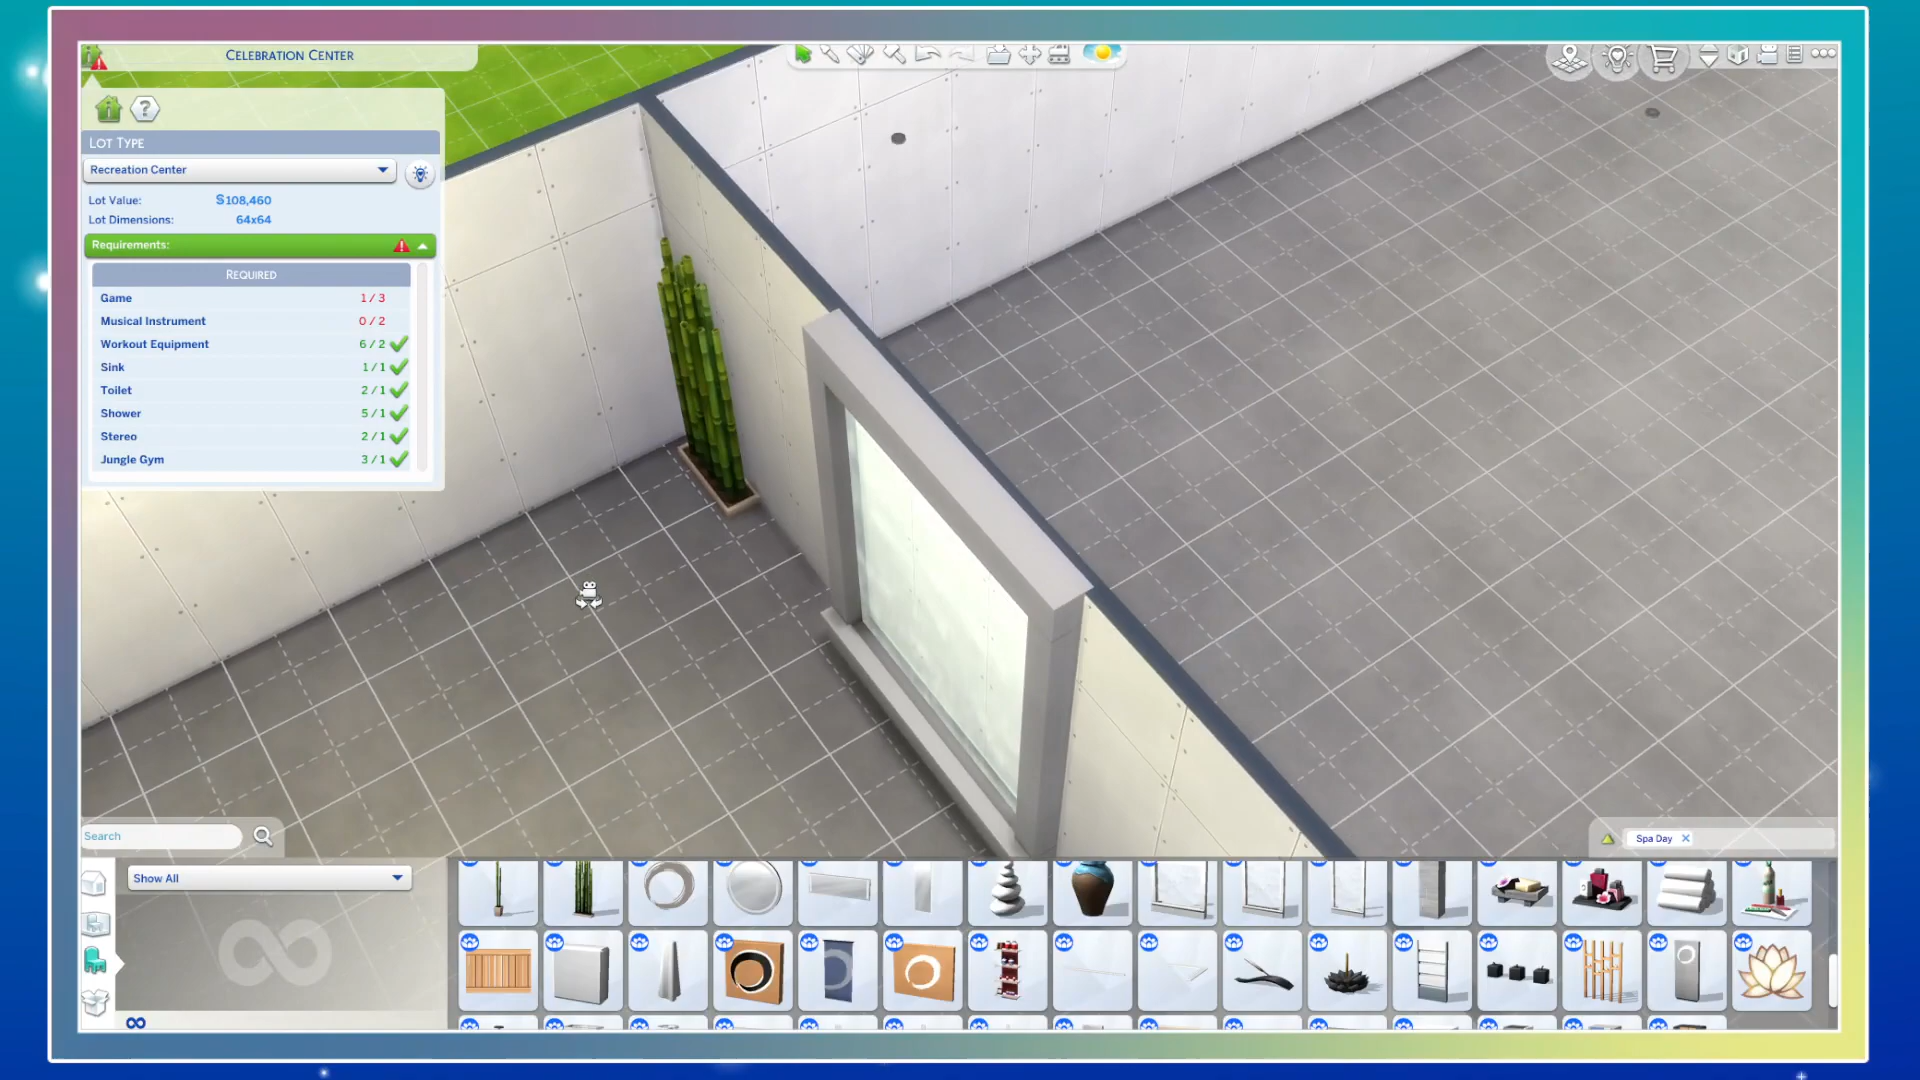 CELEBRATION CENTER
LOT TYPE
Recreation Center
Lot Value: $108,460
Lot Dimensions: 64x64
Requirements:
REQUIRED
Game 1 / 3
Musical Instrument 0 / 2
Workout Equipment 6 / 2
Sink 1 / 1
Toilet 2 / 1
Shower 5 / 1
Stereo 2 / 1
Jungle Gym 3 / 1
Search
Spa Day
Show All